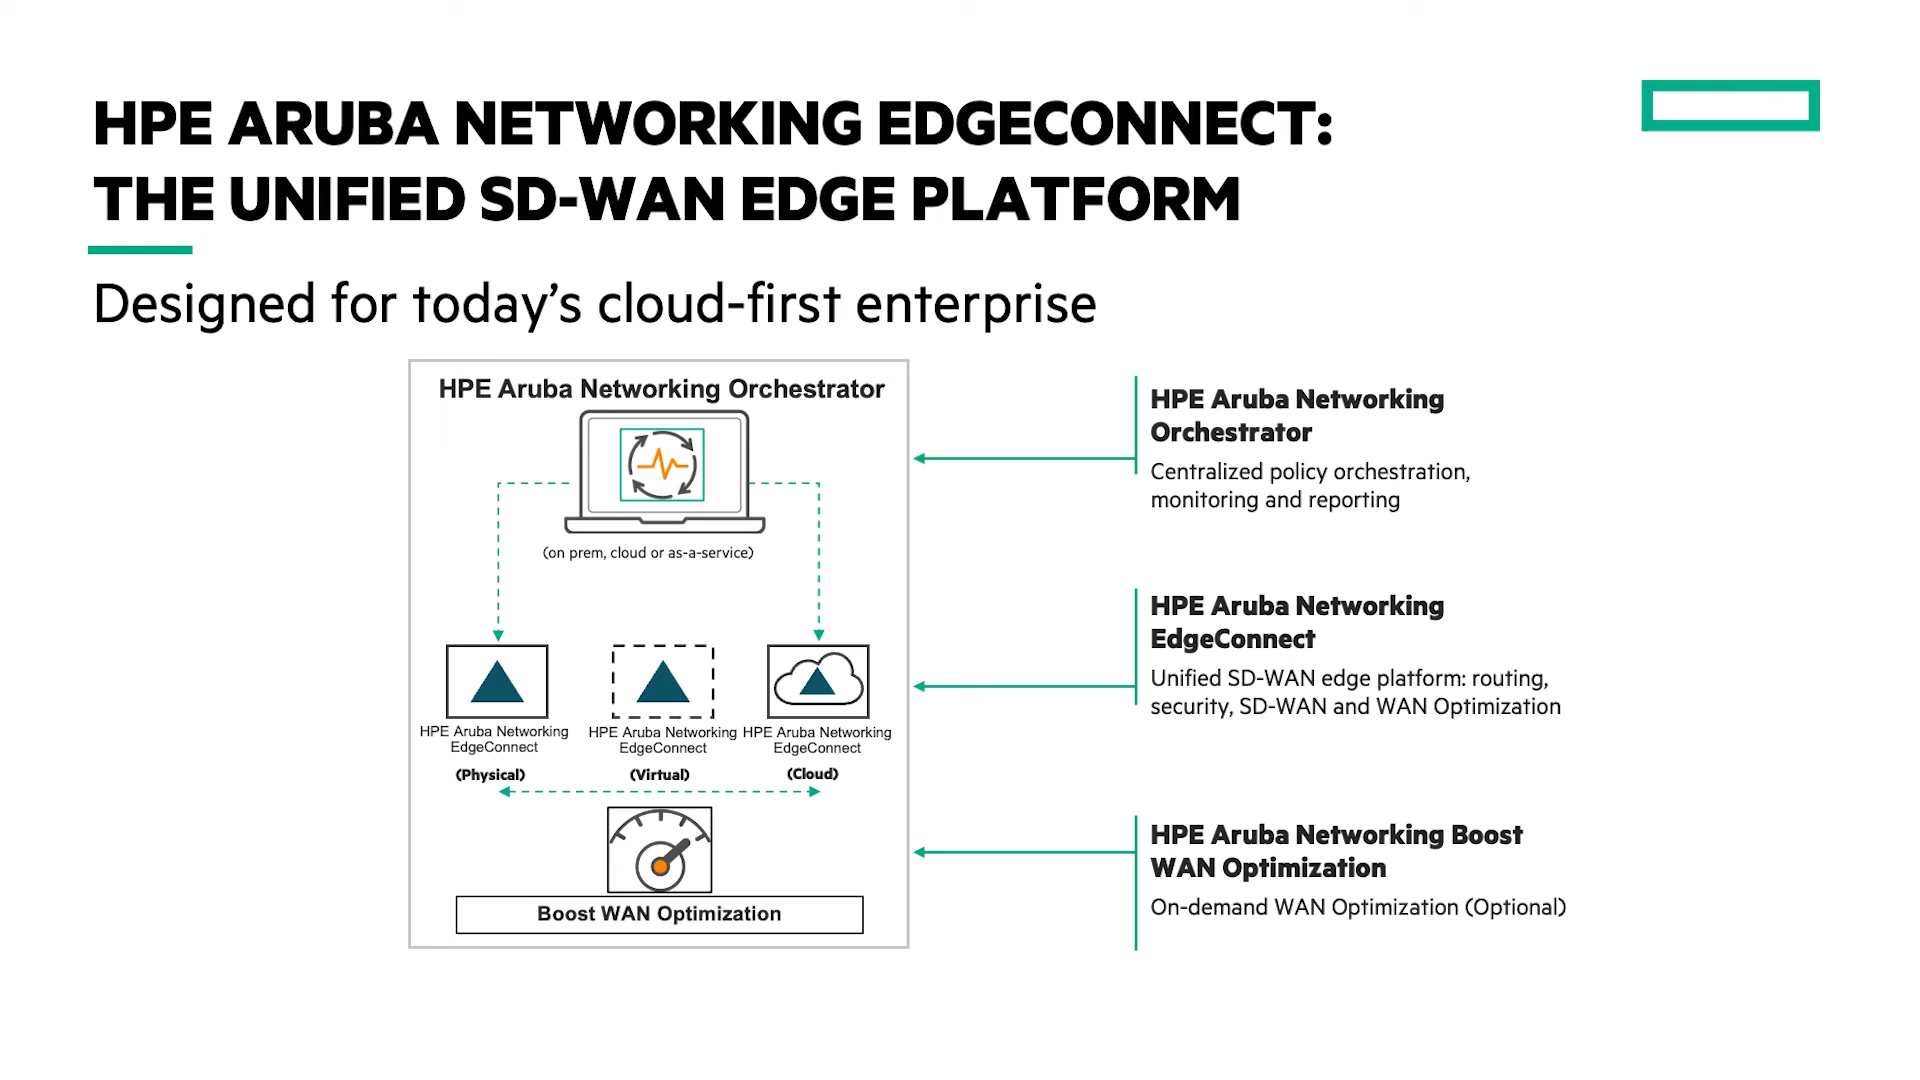 HPE ARUBA NETWORKING EDGECONNECT:
THE UNIFIED SD-WAN EDGE PLATFORM
Designed for today’s cloud-first enterprise
HPE Aruba Networking Orchestrator
(on prem, cloud or as-a-service)
HPE Aruba Networking
EdgeConnect
(Physical)
HPE Aruba Networking
EdgeConnect
(Virtual)
HPE Aruba Networking
EdgeConnect
(Cloud)
Boost WAN Optimization
HPE Aruba Networking
Orchestrator
Centralized policy orchestration,
monitoring and reporting
HPE Aruba Networking
EdgeConnect
Unified SD-WAN edge platform: routing,
security, SD-WAN and WAN Optimization
HPE Aruba Networking Boost
WAN Optimization
On-demand WAN Optimization (Optional)